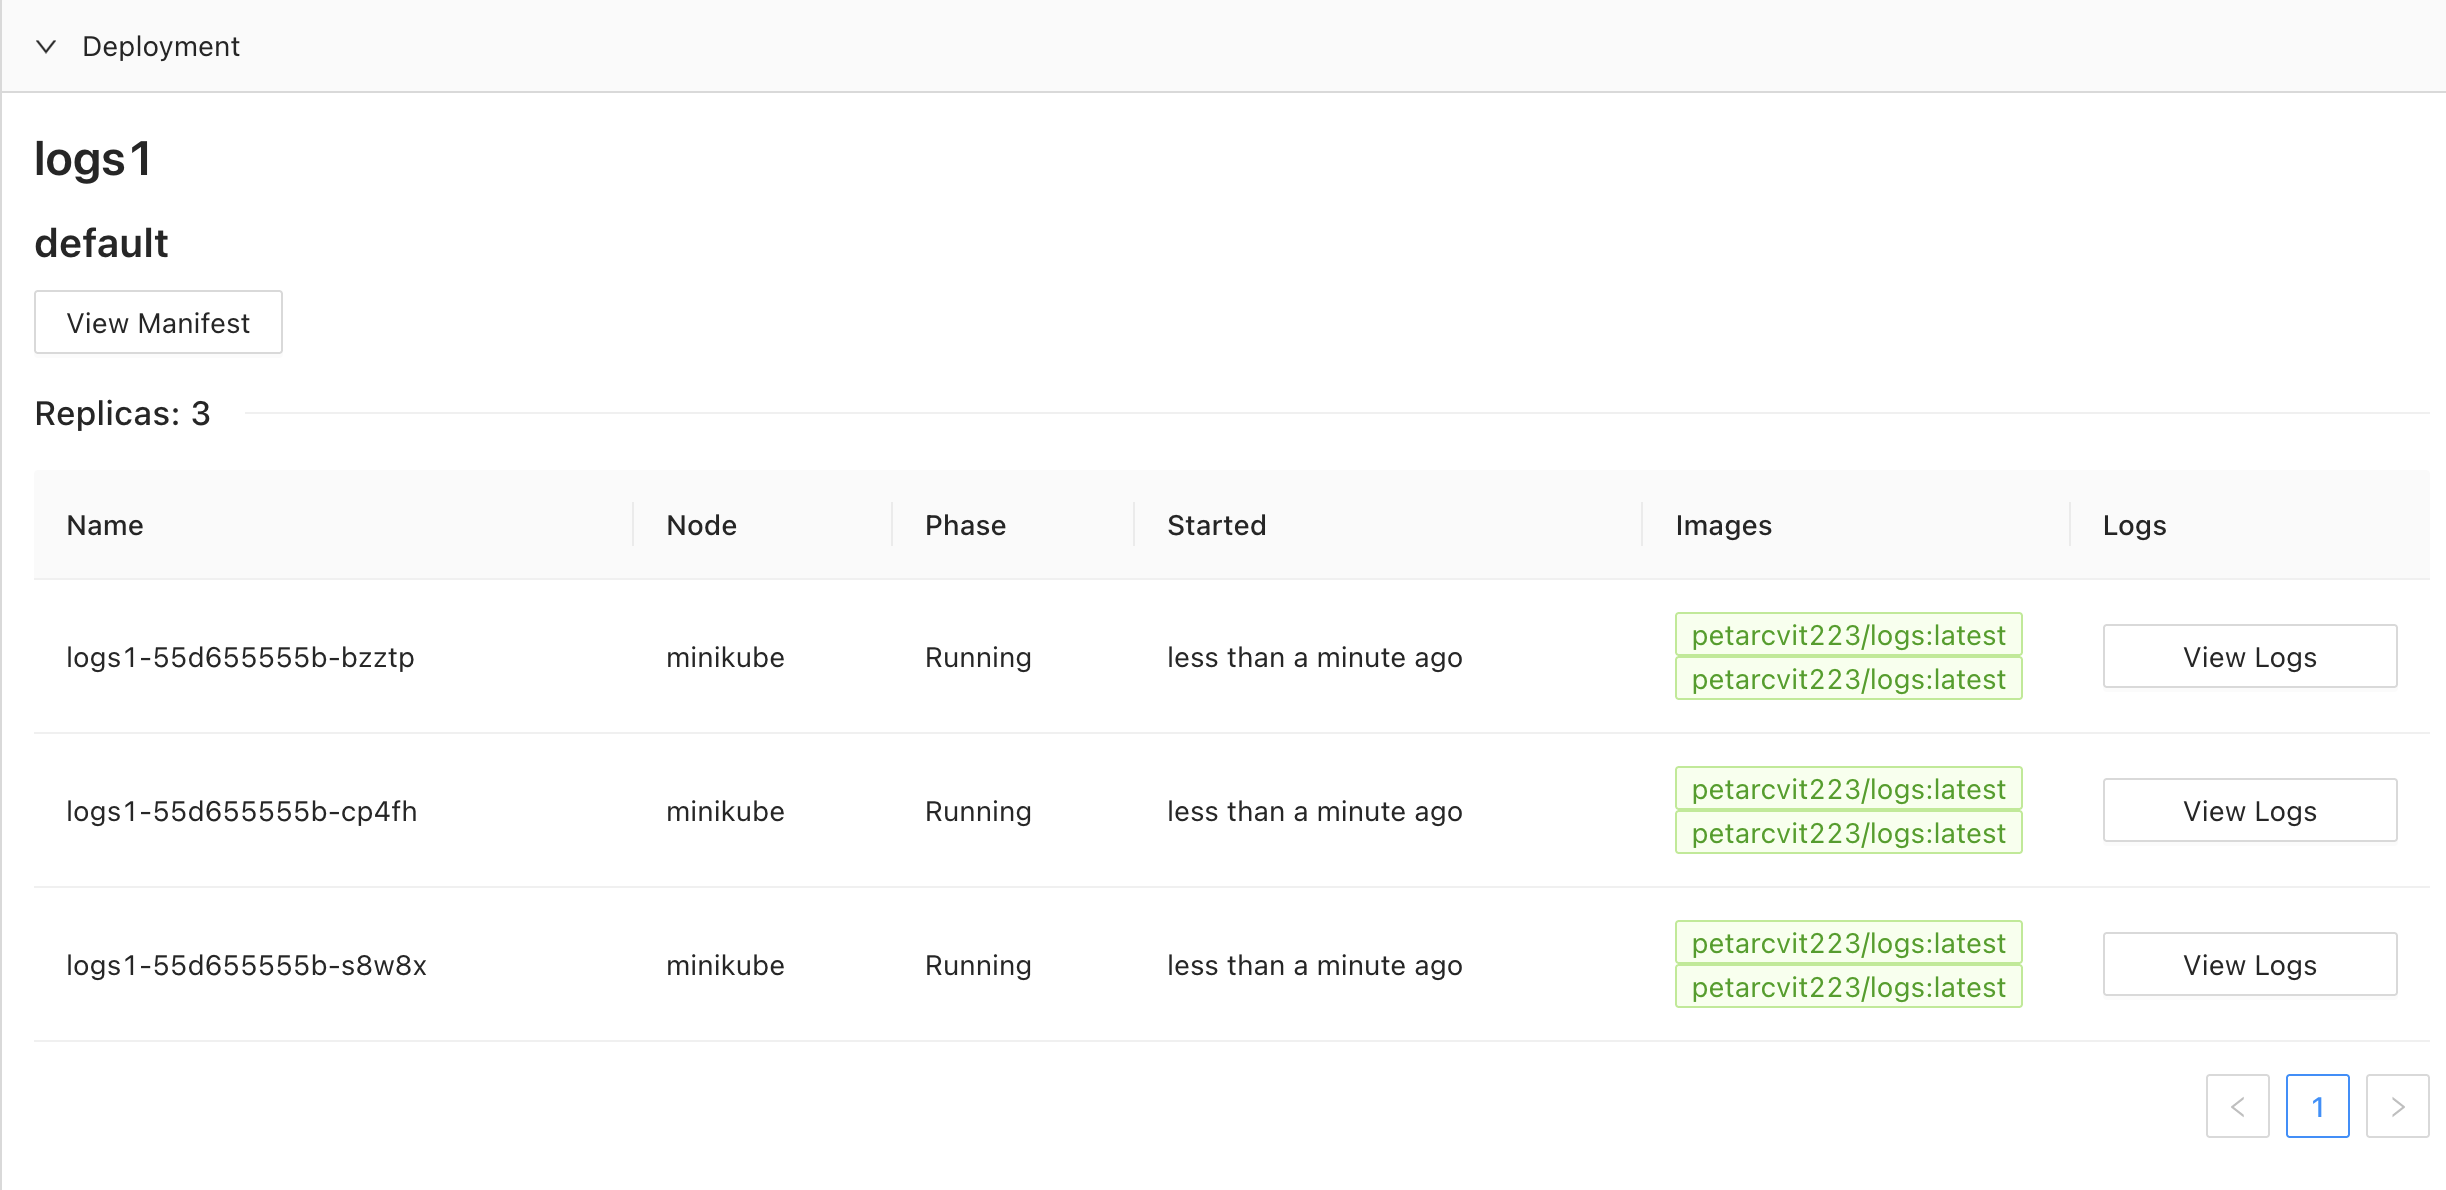 Deployment
logs1
default
View Manifest
Replicas: 3
Name Node Phase Started Images Logs
logs1-55d655555b-bzztp minikube Running less than a minute ago petarcvit223/logs:latest View Logs
petarcvit223/logs:latest
logs1-55d655555b-cp4fh minikube Running less than a minute ago petarcvit223/logs:latest View Logs
petarcvit223/logs:latest
logs1-55d655555b-s8w8x minikube Running less than a minute ago petarcvit223/logs:latest View Logs
petarcvit223/logs:latest
1